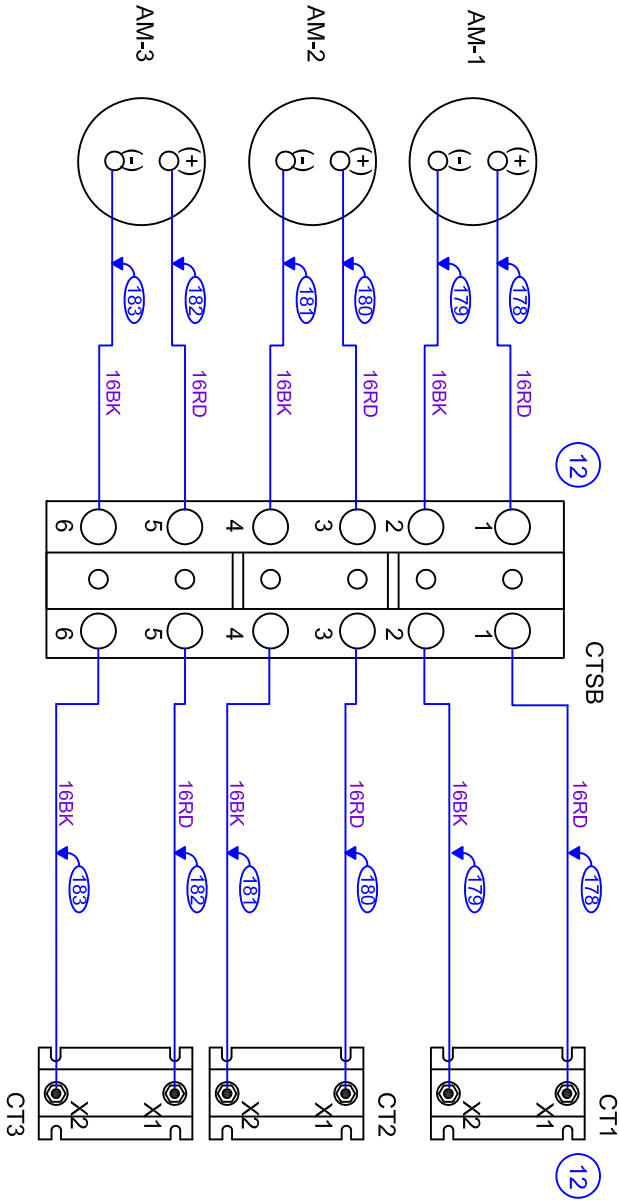 CTSB CT1
12 178 12
16RD
X1
AM-1 (+) 178 16RD 1 1
(-) 179 16BK 2 2 16BK 179 X2
CT2
(+) 180 16RD 3 3 16RD 180 X1
AM-2
(-) 181 16BK 4 4 16BK 181 X2
(+) 182 16RD 5 5 16RD 182 X1
AM-3
(-) 183 16BK 6 6 16BK 183 X2
CT3